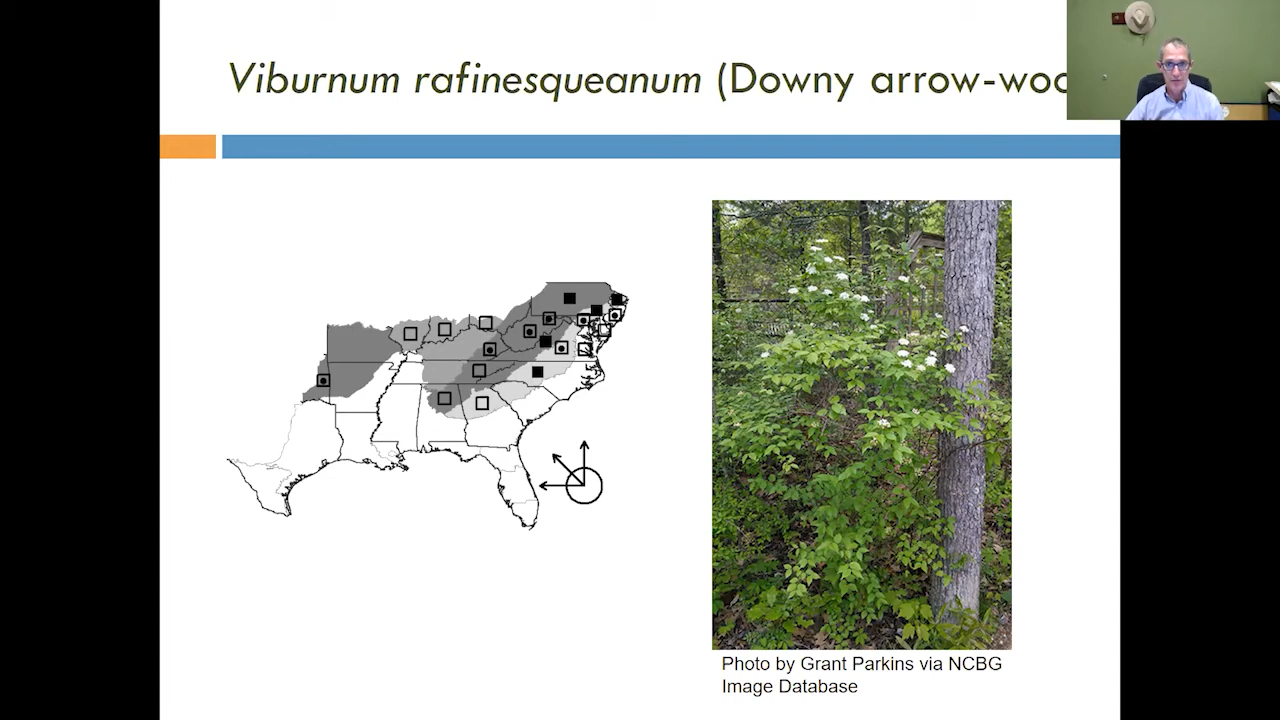 Viburnum rafinesqueanum (Downy arrow-woo
Photo by Grant Parkins via NCBG
Image Database